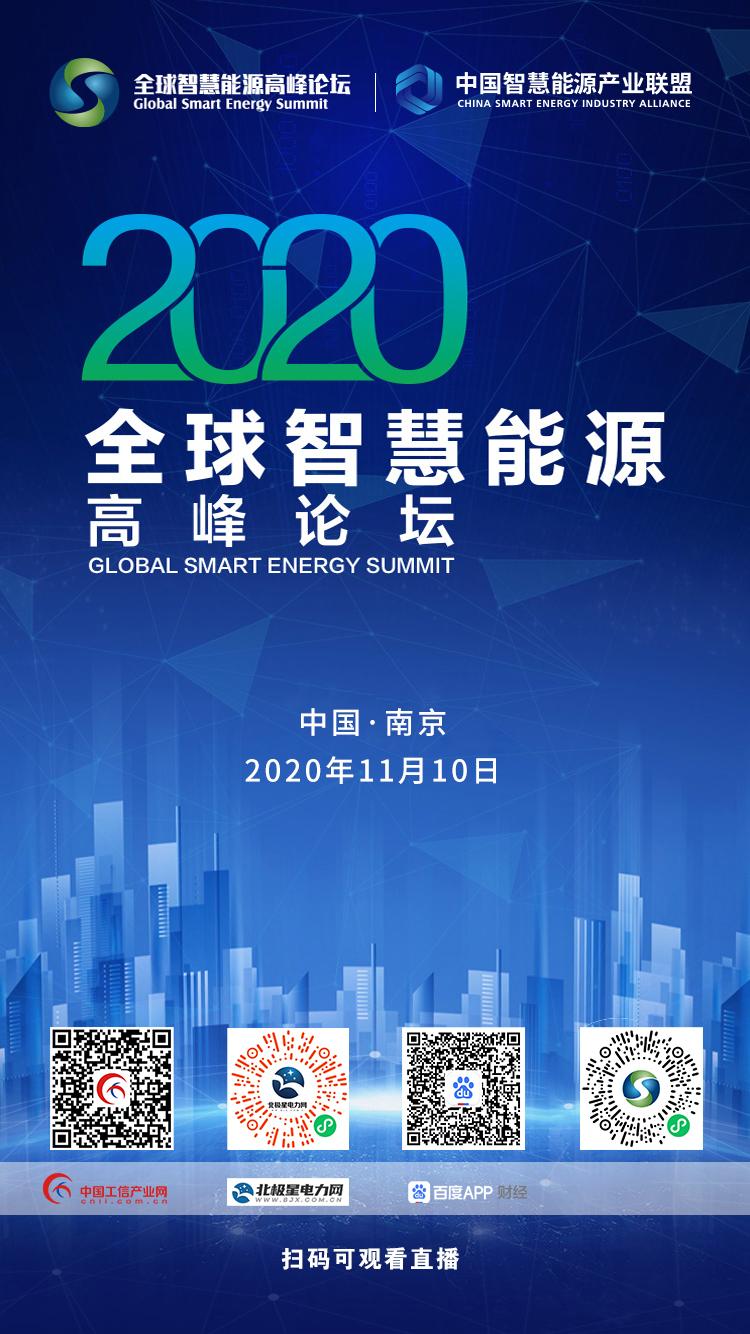 全球智慧能源高峰论坛
Global Smart Energy Summit
中国智慧能源产业联盟
CHINA SMART ENERGY INDUSTRY ALLIANCE
2020
全球智慧能源
高峰论坛
GLOBAL SMART ENERGY SUMMIT
中国·南京
2020年11月10日
北极星电力网
du
中国工信产业网
cnii.com.cn
北极星电力网
WWW.BJX.COM.CN
du
百度APP 财经
扫码可观看直播